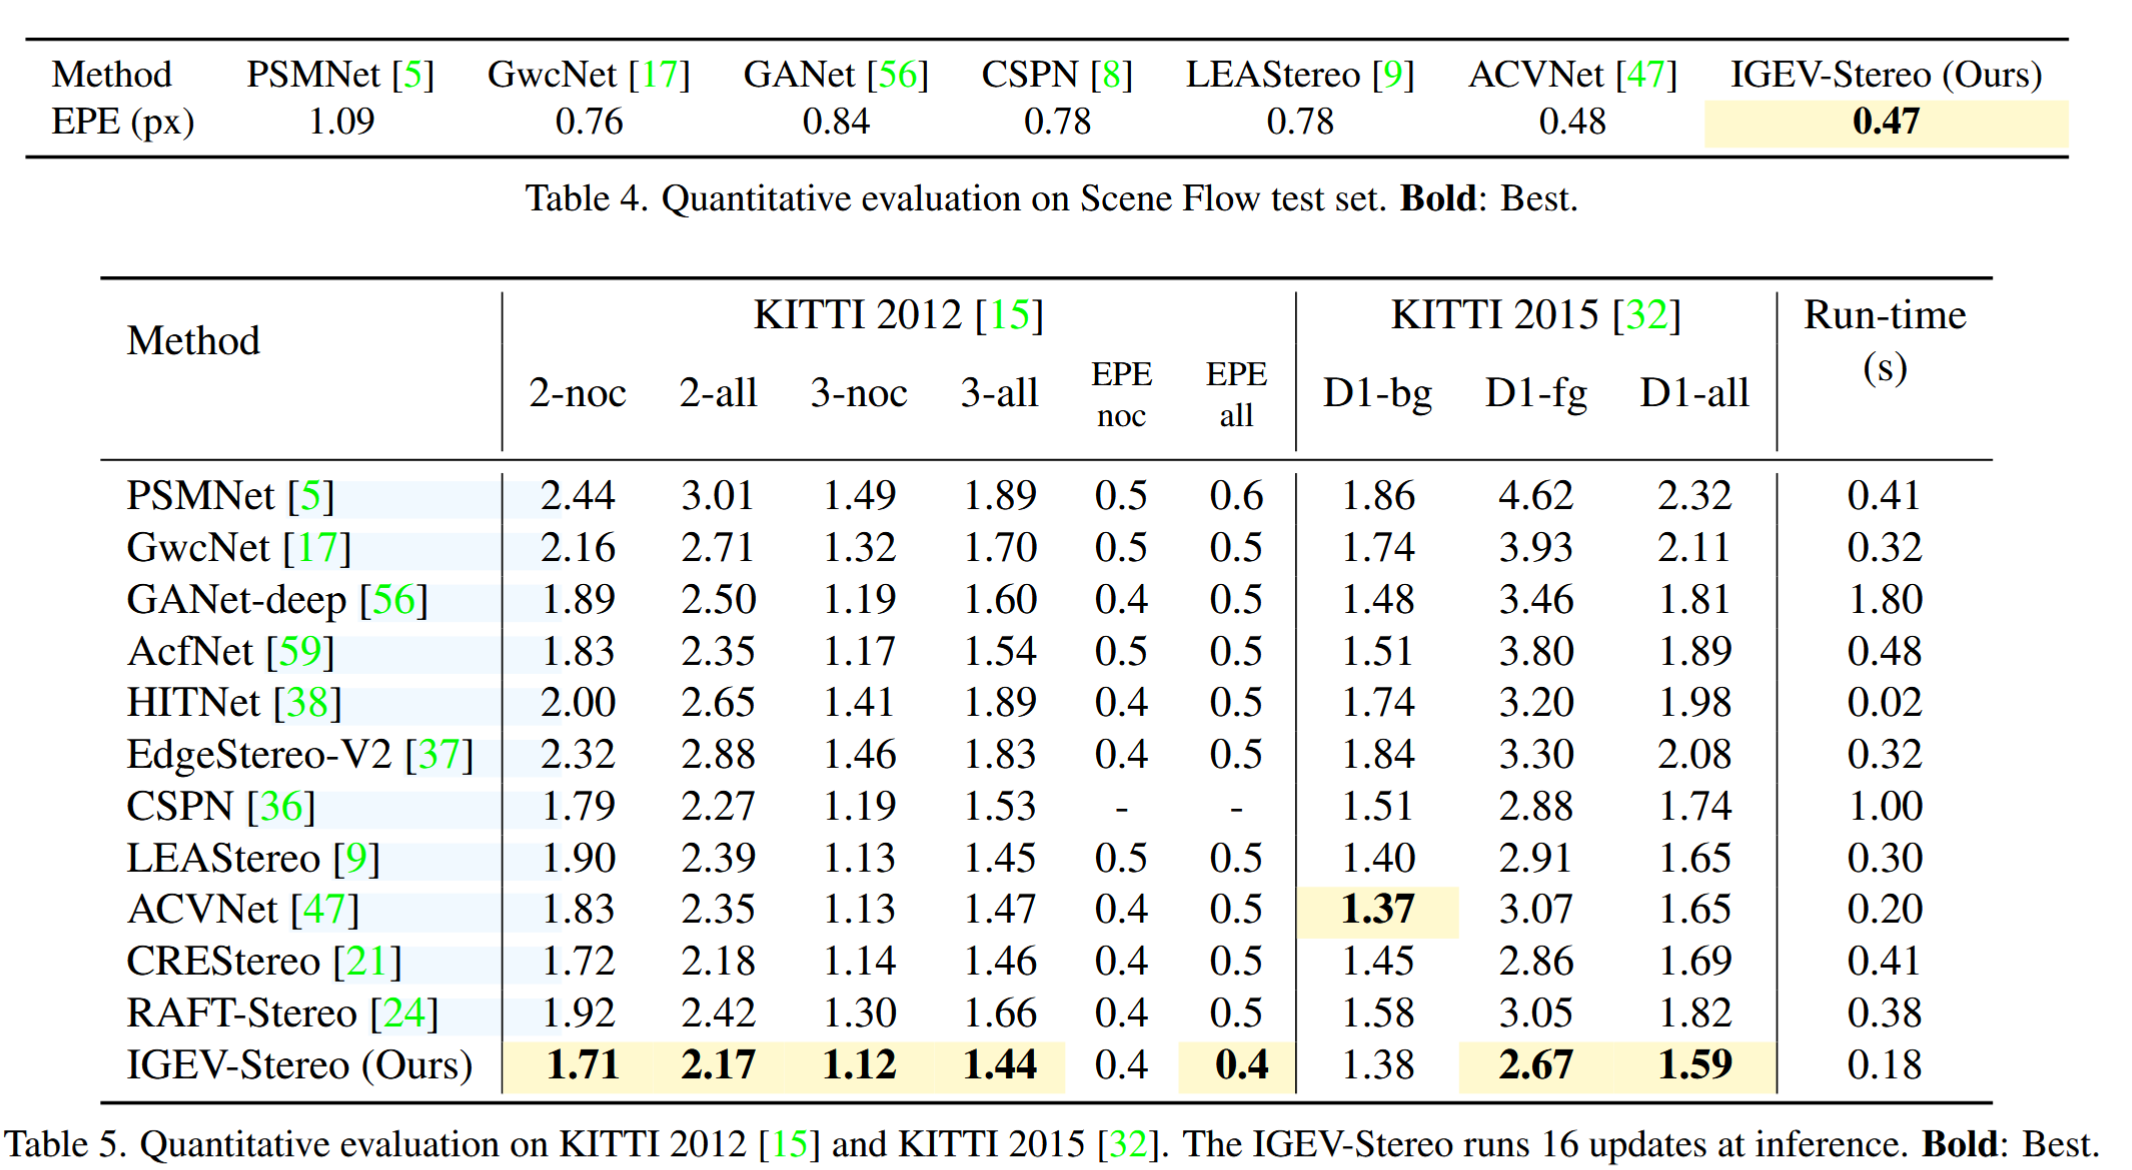 Method PSMNet [5] GwcNet [17] GANet [56] CSPN [8] LEAStereo [9] ACVNet [47] IGEV-Stereo (Ours)
EPE (px) 1.09 0.76 0.84 0.78 0.78 0.48 0.47
Table 4. Quantitative evaluation on Scene Flow test set. Bold: Best.
Method KITTI 2012 [15] KITTI 2015 [32] Run-time (s)
2-noc 2-all 3-noc 3-all EPE noc EPE all D1-bg D1-fg D1-all
PSMNet [5] 2.44 3.01 1.49 1.89 0.5 0.6 1.86 4.62 2.32 0.41
GwcNet [17] 2.16 2.71 1.32 1.70 0.5 0.5 1.74 3.93 2.11 0.32
GANet-deep [56] 1.89 2.50 1.19 1.60 0.4 0.5 1.48 3.46 1.81 1.80
AcfNet [59] 1.83 2.35 1.17 1.54 0.5 0.5 1.51 3.80 1.89 0.48
HITNet [38] 2.00 2.65 1.41 1.89 0.4 0.5 1.74 3.20 1.98 0.02
EdgeStereo-V2 [37] 2.32 2.88 1.46 1.83 0.4 0.5 1.84 3.30 2.08 0.32
CSPN [36] 1.79 2.27 1.19 1.53 - - 1.51 2.88 1.74 1.00
LEAStereo [9] 1.90 2.39 1.13 1.45 0.5 0.5 1.40 2.91 1.65 0.30
ACVNet [47] 1.83 2.35 1.13 1.47 0.4 0.5 1.37 3.07 1.65 0.20
CREStereo [21] 1.72 2.18 1.14 1.46 0.4 0.5 1.45 2.86 1.69 0.41
RAFT-Stereo [24] 1.92 2.42 1.30 1.66 0.4 0.5 1.58 3.05 1.82 0.38
IGEV-Stereo (Ours) 1.71 2.17 1.12 1.44 0.4 0.4 1.38 2.67 1.59 0.18
Table 5. Quantitative evaluation on KITTI 2012 [15] and KITTI 2015 [32]. The IGEV-Stereo runs 16 updates at inference. Bold: Best.